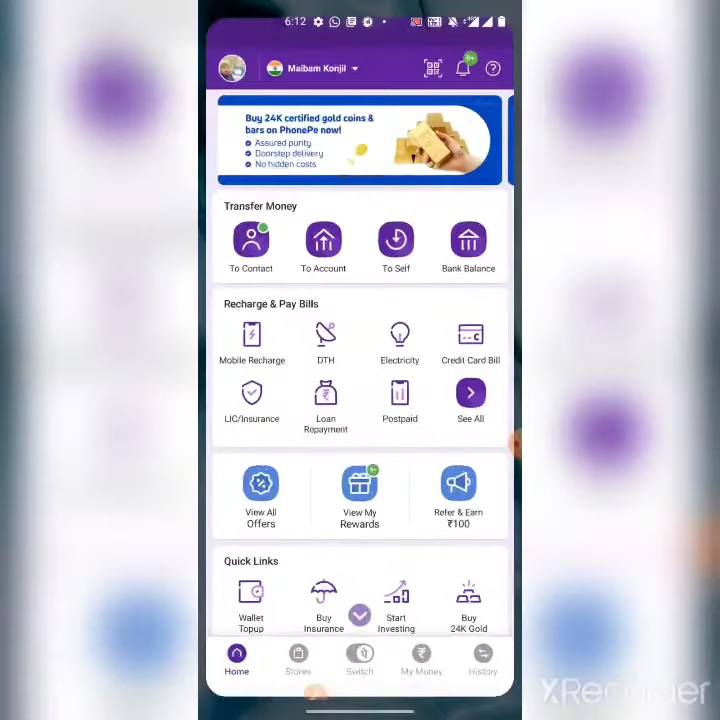 6:12
Maibam Konjil
9+
Buy 24K certified gold coins &
bars on PhonePe now!
Assured purity
Doorstep delivery
No hidden costs
Transfer Money
To Contact To Account To Self Bank Balance
Recharge & Pay Bills
Mobile Recharge DTH Electricity Credit Card Bill
LIC/Insurance Loan Repayment Postpaid See All
9+
View All Offers View My Rewards Refer & Earn ₹100
Quick Links
Wallet Topup Buy Insurance Start Investing Buy 24K Gold
Home Stores Switch My Money History
XRecorder